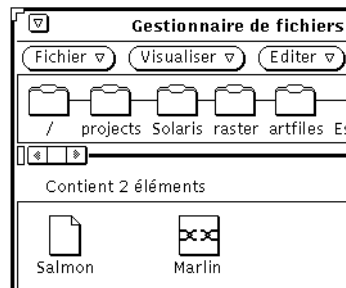 Gestionnaire de fichiers
Fichier Visualiser Editer
/ projects Solaris raster artfiles
Contient 2 éléments
Salmon Marlin